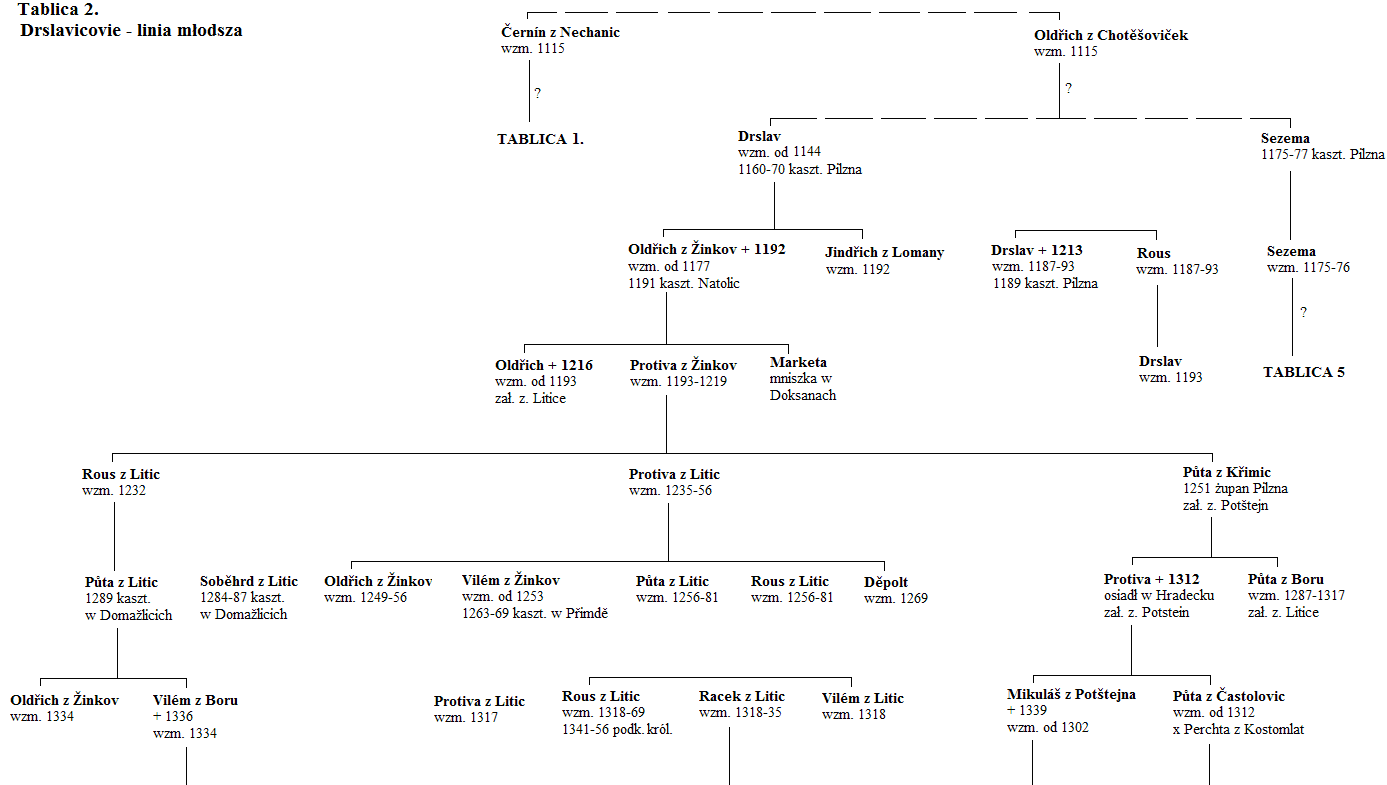 Tablica 2.
Drslavicovie - linia młodsza
Černín z Nechanic
wzm. 1115
Oldřich z Chotěšoviček
wzm. 1115
?
?
TABLICA 1.
Drslav
wzm. od 1144
1160-70 kaszt. Pilzna
Sezema
1175-77 kaszt. Pilzna
Oldřich z Žinkov + 1192
wzm. od 1177
1191 kaszt. Natolic
Jindřich z Lomany
wzm. 1192
Drslav + 1213
wzm. 1187-93
1189 kaszt. Pilzna
Rous
wzm. 1187-93
Sezema
wzm. 1175-76
?
Oldřich + 1216
wzm. od 1193
zał. z. Litice
Protiva z Žinkov
wzm. 1193-1219
Marketa
mniszka w
Doksanach
Drslav
wzm. 1193
TABLICA 5
Rous z Litic
wzm. 1232
Protiva z Litic
wzm. 1235-56
Půta z Křimic
1251 żupan Pilzna
zał. z. Potštejn
Půta z Litic
1289 kaszt.
w Domažlicich
Soběhrd z Litic
1284-87 kaszt.
w Domažlicich
Oldřich z Žinkov
wzm. 1249-56
Vilém z Žinkov
wzm. od 1253
1263-69 kaszt. w Přimdě
Půta z Litic
wzm. 1256-81
Rous z Litic
wzm. 1256-81
Děpolt
wzm. 1269
Protiva + 1312
osiadł w Hradecku
zał. z. Potstein
Půta z Boru
wzm. 1287-1317
zał. z. Litice
Oldřich z Žinkov
wzm. 1334
Vilém z Boru
+ 1336
wzm. 1334
Protiva z Litic
wzm. 1317
Rous z Litic
wzm. 1318-69
1341-56 podk. król.
Racek z Litic
wzm. 1318-35
Vilém z Litic
wzm. 1318
Mikuláš z Potštejna
+ 1339
wzm. od 1302
Půta z Častolovic
wzm. od 1312
x Perchta z Kostomlat